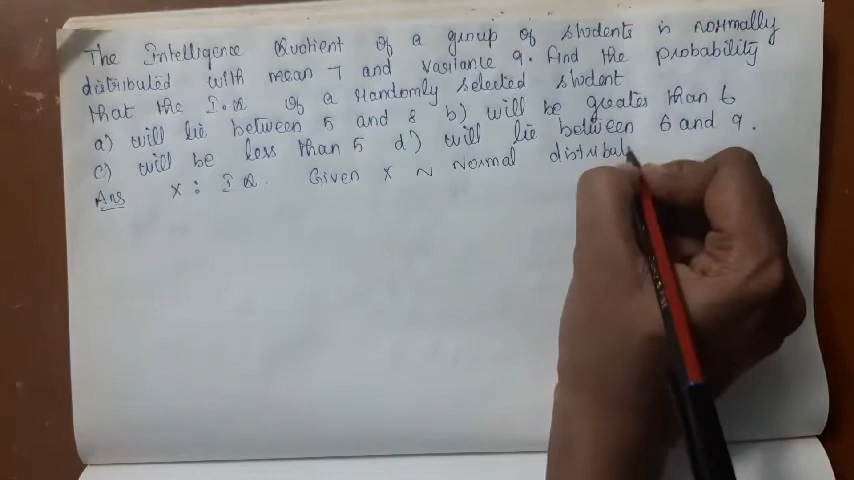 The Intelligence Quotient of a group of students is normally
distributed with mean 7 and variance 9. Find the probability
that the I.Q of a randomly selected student
a) will lie between 5 and 8 b) will be greater than 6
c) will be less than 5 d) will lie between 6 and 9.
Ans X : I Q. Given X ~ Normal distribut